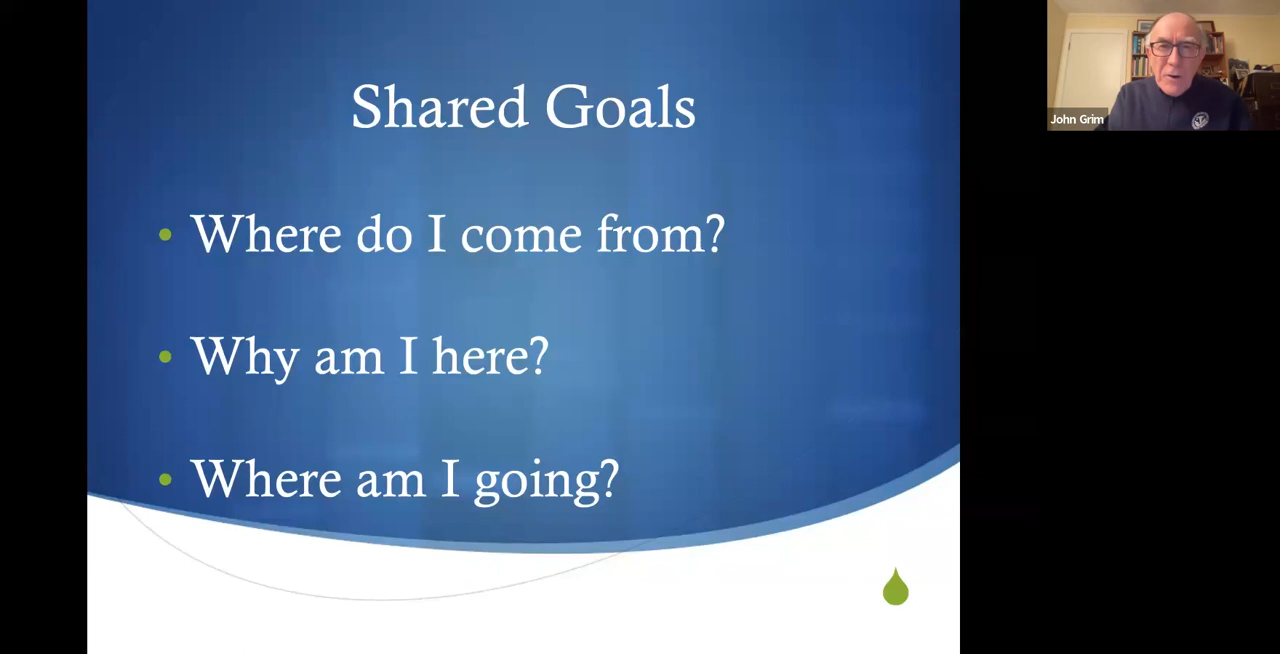 Shared Goals
• Where do I come from?
• Why am I here?
• Where am I going?
John Grim